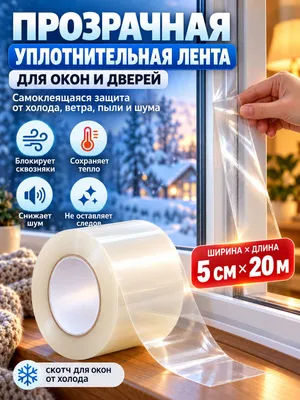 ПРОЗРАЧНАЯ
УПЛОТНИТЕЛЬНАЯ ЛЕНТА
ДЛЯ ОКОН И ДВЕРЕЙ
Самоклеящаяся защита
от холода, ветра, пыли и шума
Блокирует
сквозняки
Сохраняет
тепло
Снижает
шум
Не оставляет
следов
ШИРИНА × ДЛИНА
5 СМ × 20 М
СКОТЧ ДЛЯ ОКОН
ОТ ХОЛОДА